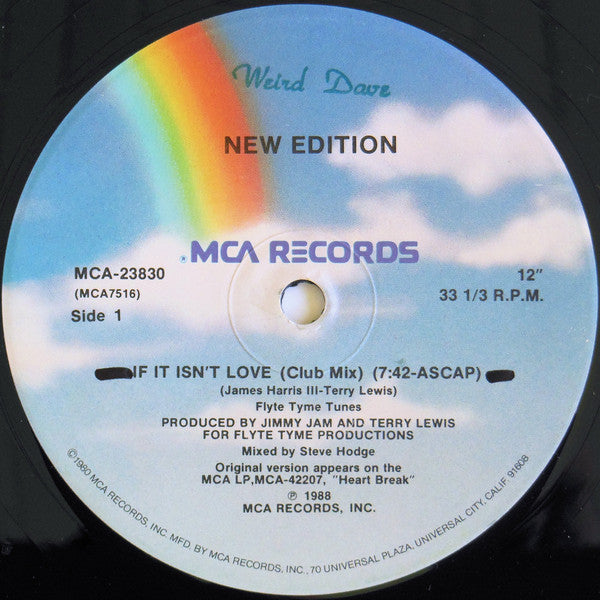 Weird Dave
NEW EDITION
® MCA RECORDS
MCA-23830
(MCA7516)
Side 1
12"
33 1/3 R.P.M.
IF IT ISN'T LOVE (Club Mix) (7:42-ASCAP)
(James Harris III-Terry Lewis)
Flyte Tyme Tunes
PRODUCED BY JIMMY JAM AND TERRY LEWIS
FOR FLYTE TYME PRODUCTIONS
Mixed by Steve Hodge
Original version appears on the
MCA LP,MCA-42207, "Heart Break"
℗ 1988
MCA RECORDS, INC.
©1980 MCA RECORDS, INC. MFD. BY MCA RECORDS, INC., 70 UNIVERSAL PLAZA, UNIVERSAL CITY, CALIF. 91608